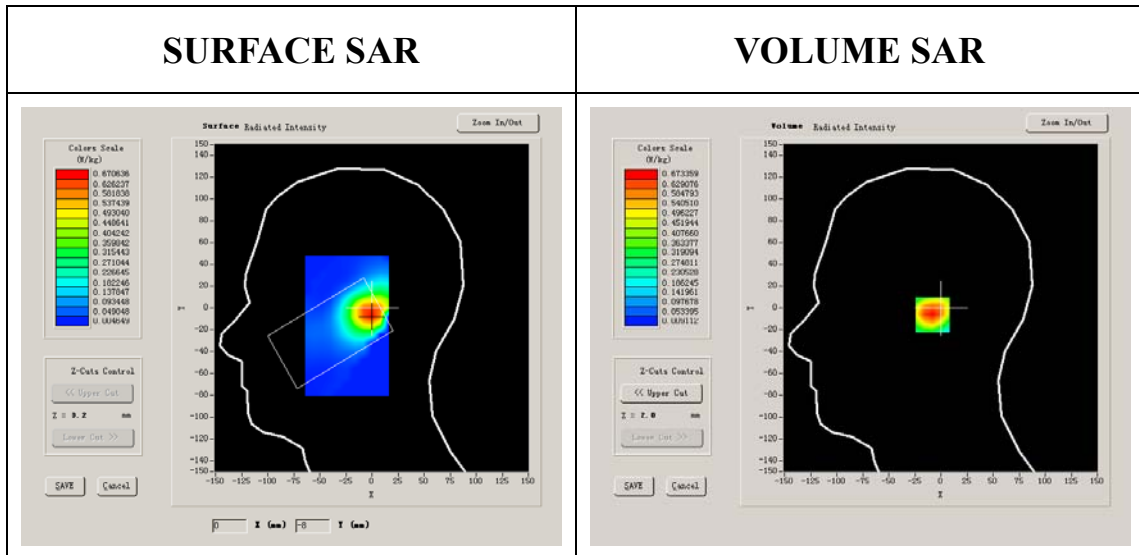 SURFACE SAR
Surface Radiated Intensity
Zoom In/Out
Colors Scale
(W/kg)
0.670636
0.626237
0.581838
0.537439
0.493040
0.448641
0.404242
0.359842
0.315443
0.271044
0.226645
0.182246
0.137847
0.093448
0.049048
0.004649
Z-Cuts Control
<< Upper Cut
Z = 3.2 mm
Lower Cut >>
SAVE Cancel
150
140
120
100
80
60
40
20
0
-20
-40
-60
-80
-100
-120
-140
-150
Y
-150 -125 -100 -75 -50 -25 0 25 50 75 100 125 150
X
0 X (mm) -8 Y (mm)
VOLUME SAR
Volume Radiated Intensity
Zoom In/Out
Colors Scale
(W/kg)
0.673359
0.629076
0.584793
0.540510
0.496227
0.451944
0.407660
0.363377
0.319094
0.274811
0.230528
0.186245
0.141961
0.097678
0.053395
0.009112
Z-Cuts Control
<< Upper Cut
Z = 2.0 mm
Lower Cut >>
SAVE Cancel
150
140
120
100
80
60
40
20
0
-20
-40
-60
-80
-100
-120
-140
-150
Y
-150 -125 -100 -75 -50 -25 0 25 50 75 100 125 150
X